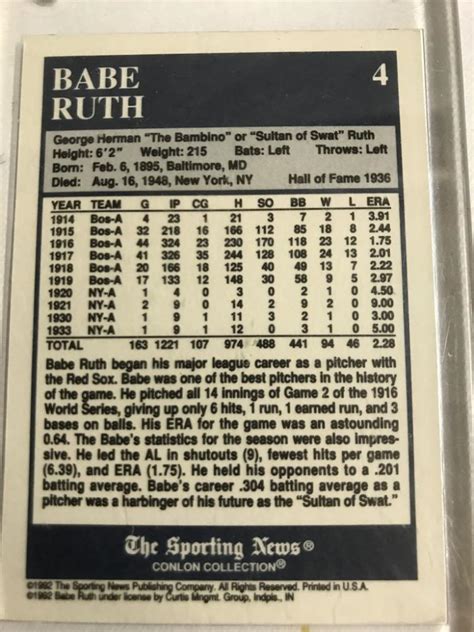 BABE 4
RUTH
George Herman "The Bambino" or "Sultan of Swat" Ruth
Height: 6'2" Weight: 215 Bats: Left Throws: Left
Born: Feb. 6, 1895, Baltimore, MD
Died: Aug. 16, 1948, New York, NY Hall of Fame 1936
YEAR TEAM G IP CG H SO BB W L ERA
1914 Bos-A 4 23 1 21 3 7 2 1 3.91
1915 Bos-A 32 218 16 166 112 85 18 8 2.44
1916 Bos-A 44 324 23 230 170 118 23 12 1.75
1917 Bos-A 41 326 35 244 128 108 24 13 2.01
1918 Bos-A 20 166 18 125 40 49 13 7 2.22
1919 Bos-A 17 133 12 148 30 58 9 5 2.97
1920 NY-A 1 4 0 3 0 2 1 0 4.50
1921 NY-A 2 9 0 14 2 9 2 0 9.00
1930 NY-A 1 9 1 11 3 2 1 0 3.00
1933 NY-A 1 9 1 12 0 3 1 0 5.00
TOTAL 163 1221 107 974 488 441 94 46 2.28
Babe Ruth began his major league career as a pitcher with
the Red Sox. Babe was one of the best pitchers in the history
of the game. He pitched all 14 innings of Game 2 of the 1916
World Series, giving up only 6 hits, 1 run, 1 earned run, and 3
bases on balls. His ERA for the game was an astounding
0.64. The Babe's statistics for the season were also impres-
sive. He led the AL in shutouts (9), fewest hits per game
(6.39), and ERA (1.75). He held his opponents to a .201
batting average. Babe's career .304 batting average as a
pitcher was a harbinger of his future as the "Sultan of Swat."
The Sporting News®
CONLON COLLECTION®
©1992 The Sporting News Publishing Company. All Rights Reserved. Printed in U.S.A.
©1992 Babe Ruth under license by Curtis Mngmt. Group, Indpls., IN